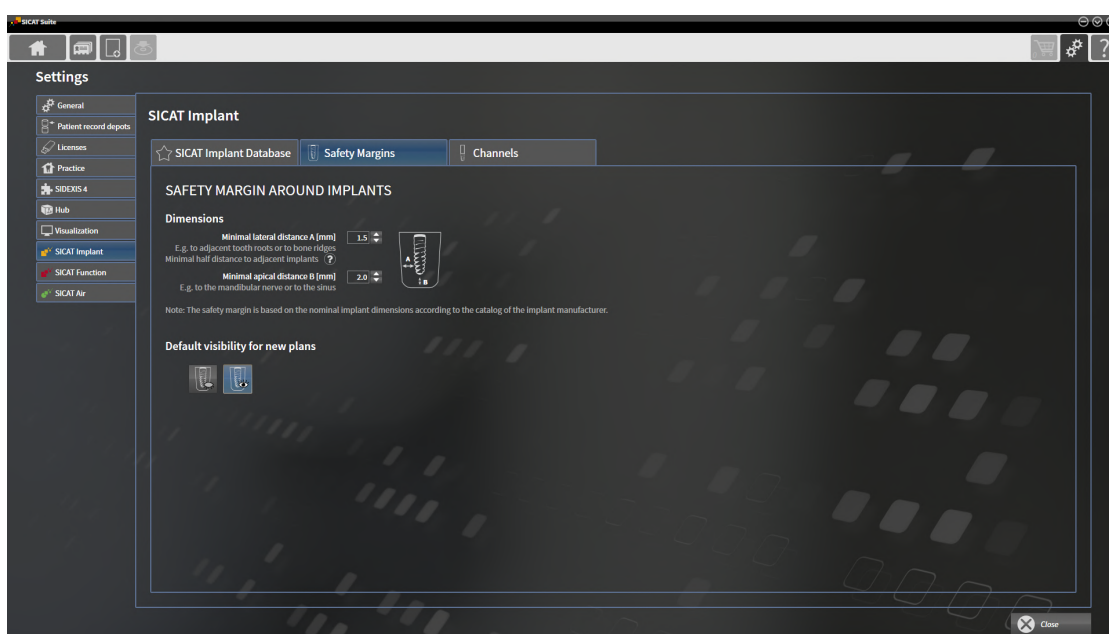 SICAT Suite
?
Settings
General
Patient record depots
Licenses
Practice
SIDEXIS 4
Hub
Visualization
SICAT Implant
SICAT Function
SICAT Air
SICAT Implant
SICAT Implant Database
Safety Margins
Channels
SAFETY MARGIN AROUND IMPLANTS
Dimensions
Minimal lateral distance A [mm] 1.5
E.g. to adjacent tooth roots or to bone ridges
Minimal half distance to adjacent implants ?
A
Minimal apical distance B [mm] 2.0
E.g. to the mandibular nerve or to the sinus
B
Note: The safety margin is based on the nominal implant dimensions according to the catalog of the implant manufacturer.
Default visibility for new plans
Close